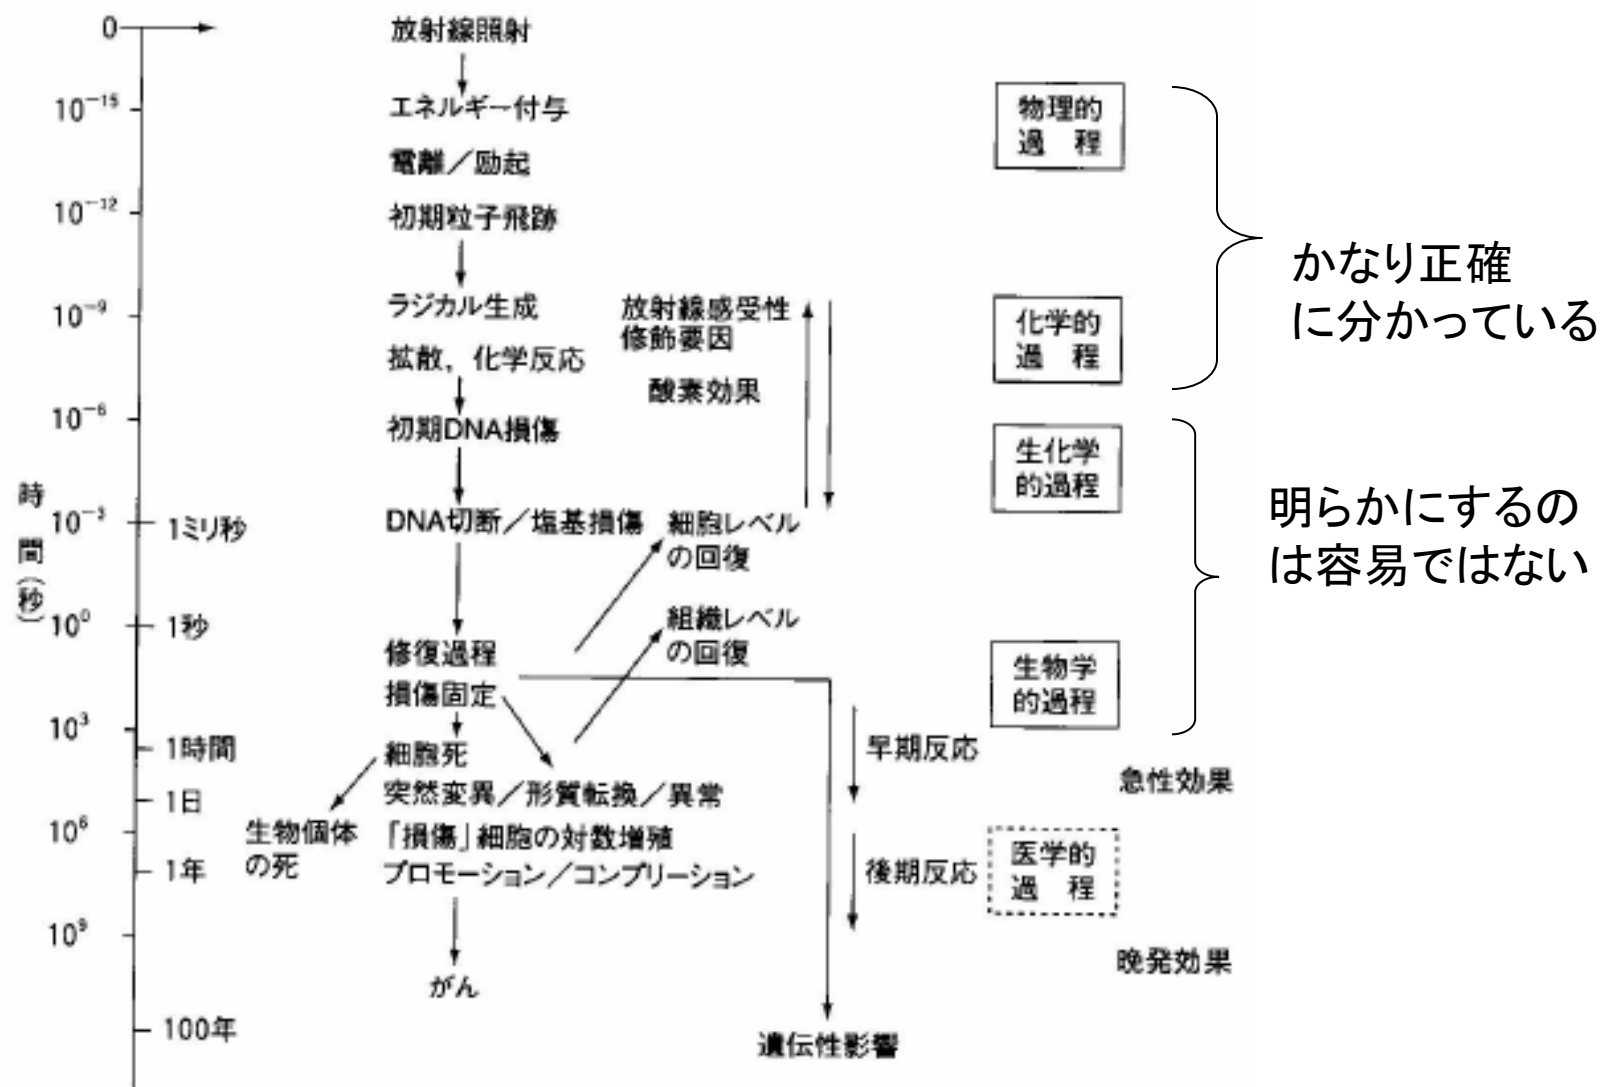 0
放射線照射
10⁻¹⁵
エネルギー付与
電離／励起
10⁻¹²
初期粒子飛跡
10⁻⁹
ラジカル生成
拡散，化学反応
放射線感受性
修飾要因
酸素効果
10⁻⁶
初期DNA損傷
時間(秒)
10⁻³
1ミリ秒
DNA切断／塩基損傷
細胞レベル
の回復
10⁰
1秒
組織レベル
の回復
修復過程
損傷固定
10³
1時間
細胞死
突然変異／形質転換／異常
1日
10⁶
生物個体
の死
「損傷」細胞の対数増殖
1年
プロモーション／コンプリーション
10⁹
がん
100年
遺伝性影響
早期反応
後期反応
物理的
過　程
化学的
過　程
生化学
的過程
生物学
的過程
急性効果
医学的
過　程
晩発効果
かなり正確
に分かっている
明らかにするの
は容易ではない